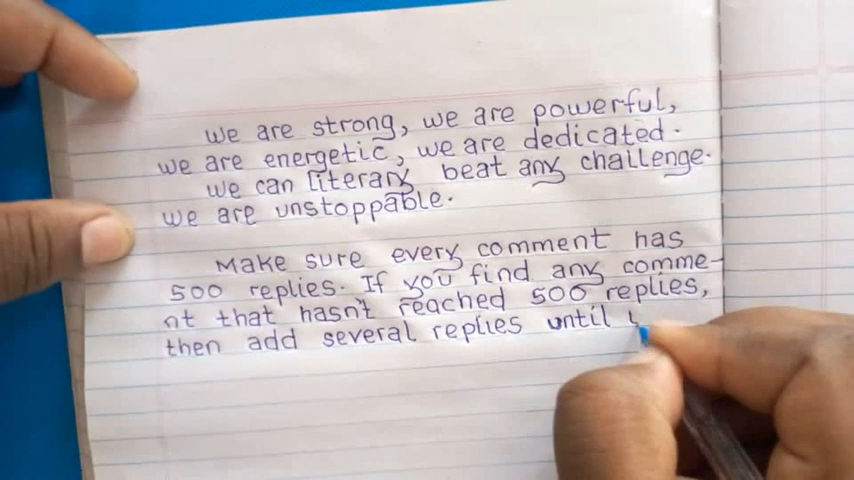 we are strong, we are powerful,
we are energetic, we are dedicated.
we can literary beat any challenge.
we are unstoppable.
Make sure every comment has
500 replies. If you find any comme-
nt that hasn't reached 500 replies,
then add several replies until